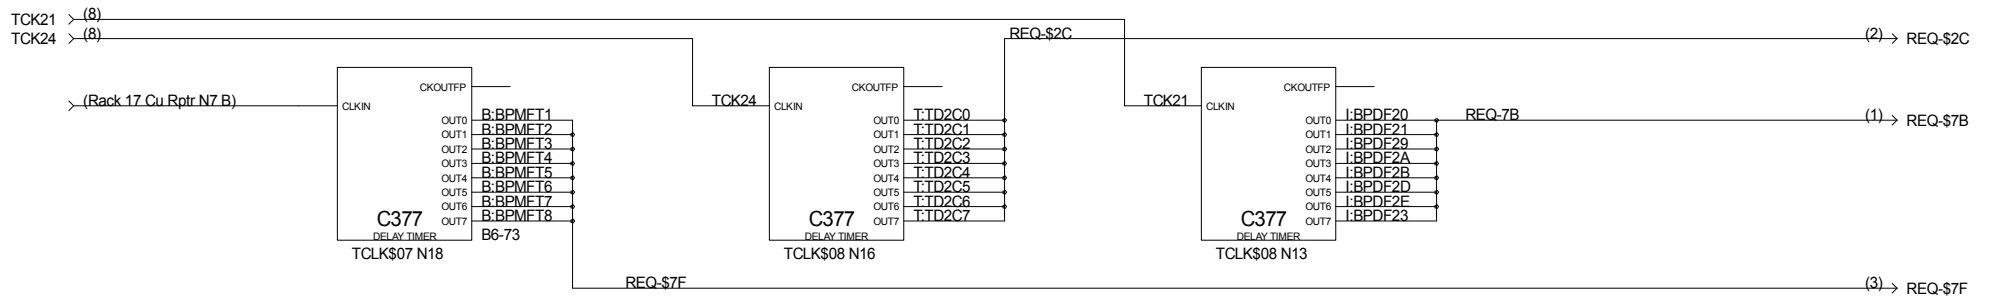 TCK21 (8)
TCK24 (8)
REQ-$2C (2) REQ-$2C
(Rack 17 Cu Rptr N7 B)
CKOUTFP
CLKIN
OUT0 B:BPMFT1
OUT1 B:BPMFT2
OUT2 B:BPMFT3
OUT3 B:BPMFT4
OUT4 B:BPMFT5
OUT5 B:BPMFT6
OUT6 B:BPMFT7
OUT7 B:BPMFT8
C377
DELAY TIMER
B6-73
TCLK$07 N18
TCK24
CKOUTFP
CLKIN
OUT0 T:TD2C0
OUT1 T:TD2C1
OUT2 T:TD2C2
OUT3 T:TD2C3
OUT4 T:TD2C4
OUT5 T:TD2C5
OUT6 T:TD2C6
OUT7 T:TD2C7
C377
DELAY TIMER
TCLK$08 N16
TCK21
CKOUTFP
CLKIN
OUT0 I:BPDF20
OUT1 I:BPDF21
OUT2 I:BPDF29
OUT3 I:BPDF2A
OUT4 I:BPDF2B
OUT5 I:BPDF2D
OUT6 I:BPDF2E
OUT7 I:BPDF23
C377
DELAY TIMER
TCLK$08 N13
REQ-7B (1) REQ-$7B
REQ-$7F (3) REQ-$7F